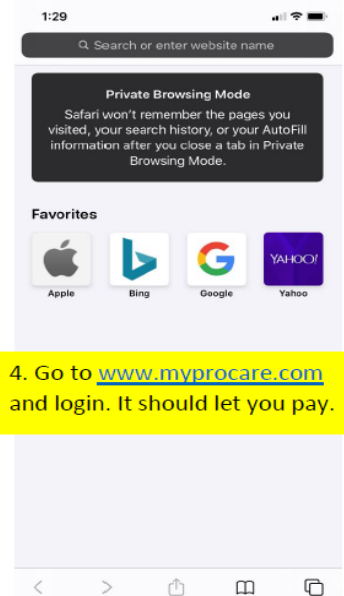 1:29
Search or enter website name
Private Browsing Mode
Safari won't remember the pages you
visited, your search history, or your AutoFill
information after you close a tab in Private
Browsing Mode.
Favorites
YAHOO!
Apple Bing Google Yahoo
4. Go to www.myprocare.com
and login. It should let you pay.